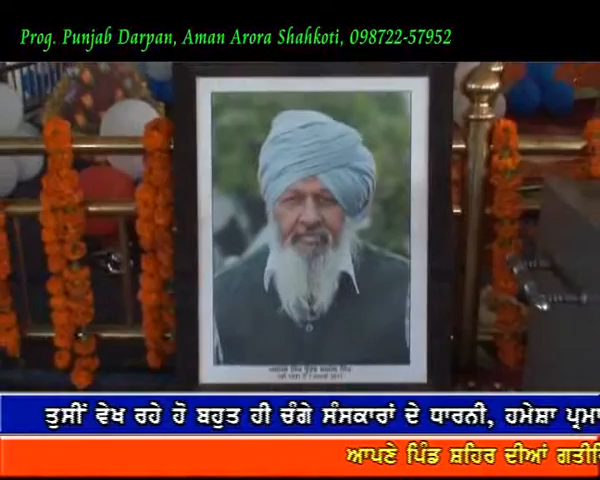 Prog. Punjab Darpan, Aman Arora Shahkoti, 098722-57952
ਤੁਸੀਂ ਵੇਖ ਰਹੇ ਹੋ ਬਹੁਤ ਹੀ ਚੰਗੇ ਸੰਸਕਾਰਾਂ ਦੇ ਧਾਰਨੀ, ਹਮੇਸ਼ਾ
ਆਪਣੇ ਪਿੰਡ ਸ਼ਹਿਰ ਦੀਆਂ